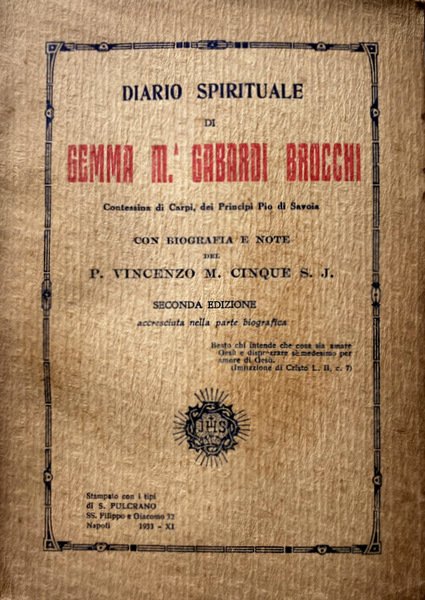 DIARIO SPIRITUALE
DI
GEMMA M.ª GABARDI BROCCHI
Contessina di Carpi, dei Principi Pio di Savoia
CON BIOGRAFIA E NOTE
DEL
P. VINCENZO M. CINQUE S. J.
SECONDA EDIZIONE
accresciuta nella parte biografica
Beato chi intende che cosa sia amare
Gesù e disprezzare sè medesimo per
amore di Gesù.
(Imitazione di Cristo L. II, c. 7)
IHS
Stampato con i tipi
di S. PULCRANO
SS. Filippo e Giacomo 32
Napoli 1933 - XI